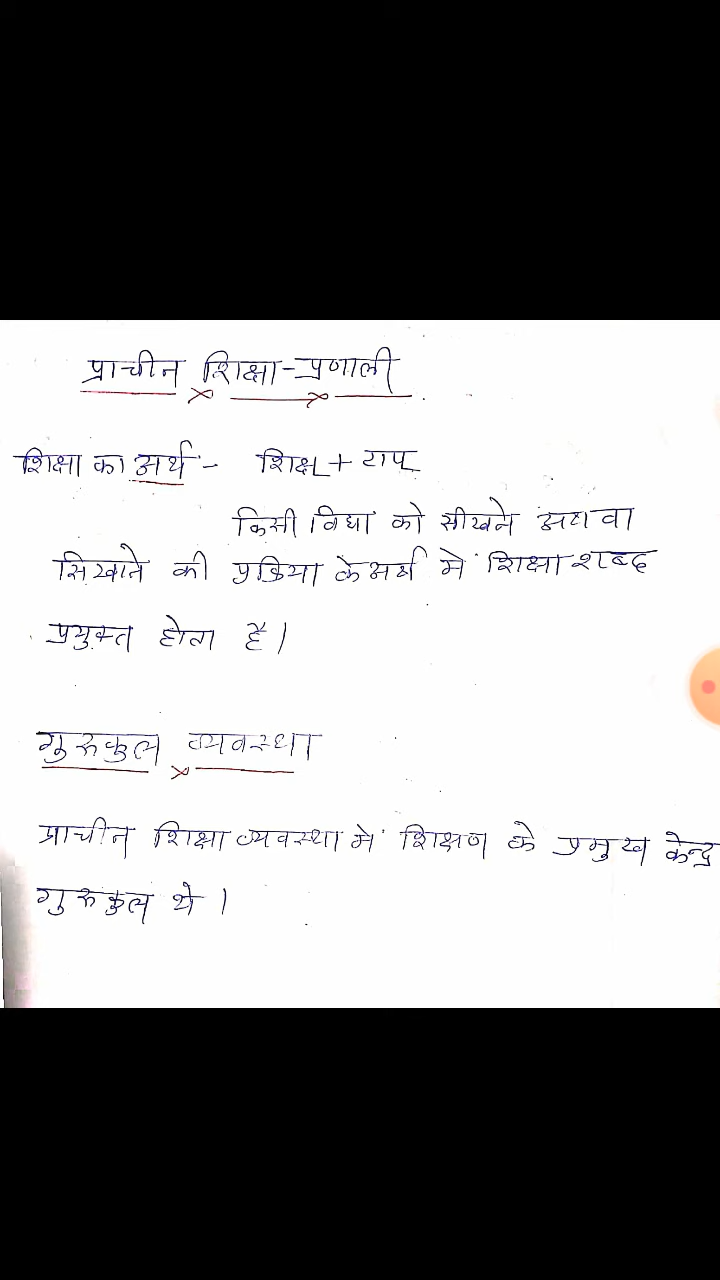 प्राचीन शिक्षा-प्रणाली
शिक्षा का अर्थ - शिक्ष् + टाप्
किसी विद्या को सीखने अथवा
सिखाने की प्रक्रिया के अर्थ में शिक्षा शब्द
प्रयुक्त होता है।
गुरुकुल व्यवस्था
प्राचीन शिक्षा व्यवस्था में शिक्षण के प्रमुख केन्द्र
गुरुकुल थे।